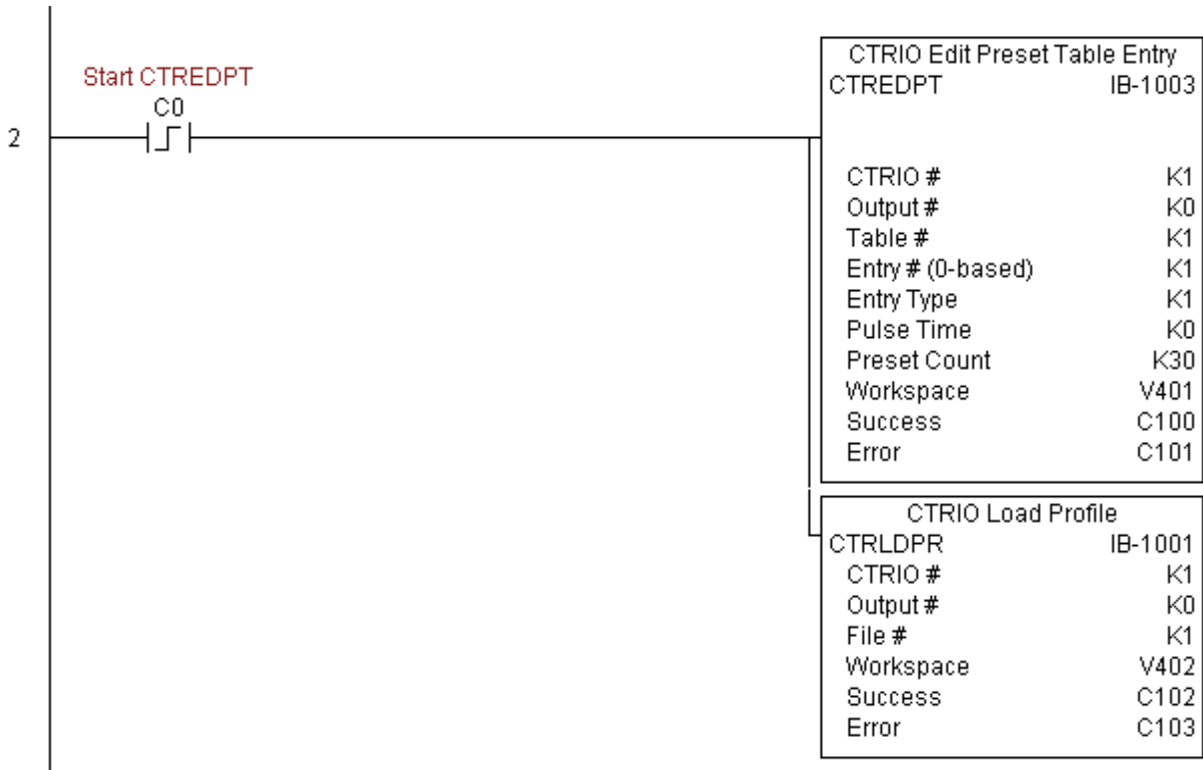 Start CTREDPT
C0
2
CTRIO Edit Preset Table Entry
CTREDPT IB-1003
CTRIO # K1
Output # K0
Table # K1
Entry # (0-based) K1
Entry Type K1
Pulse Time K0
Preset Count K30
Workspace V401
Success C100
Error C101
CTRIO Load Profile
CTRLDPR IB-1001
CTRIO # K1
Output # K0
File # K1
Workspace V402
Success C102
Error C103